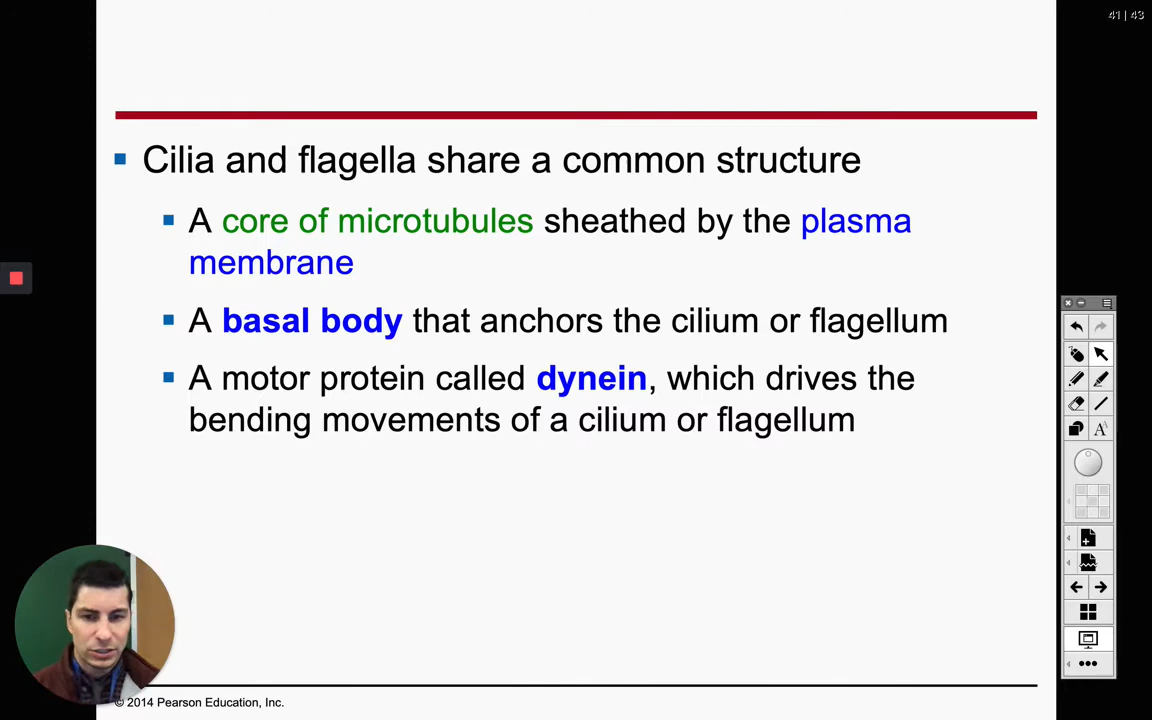 41 | 43
Cilia and flagella share a common structure
A core of microtubules sheathed by the plasma
membrane
A basal body that anchors the cilium or flagellum
A motor protein called dynein, which drives the
bending movements of a cilium or flagellum
© 2014 Pearson Education, Inc.